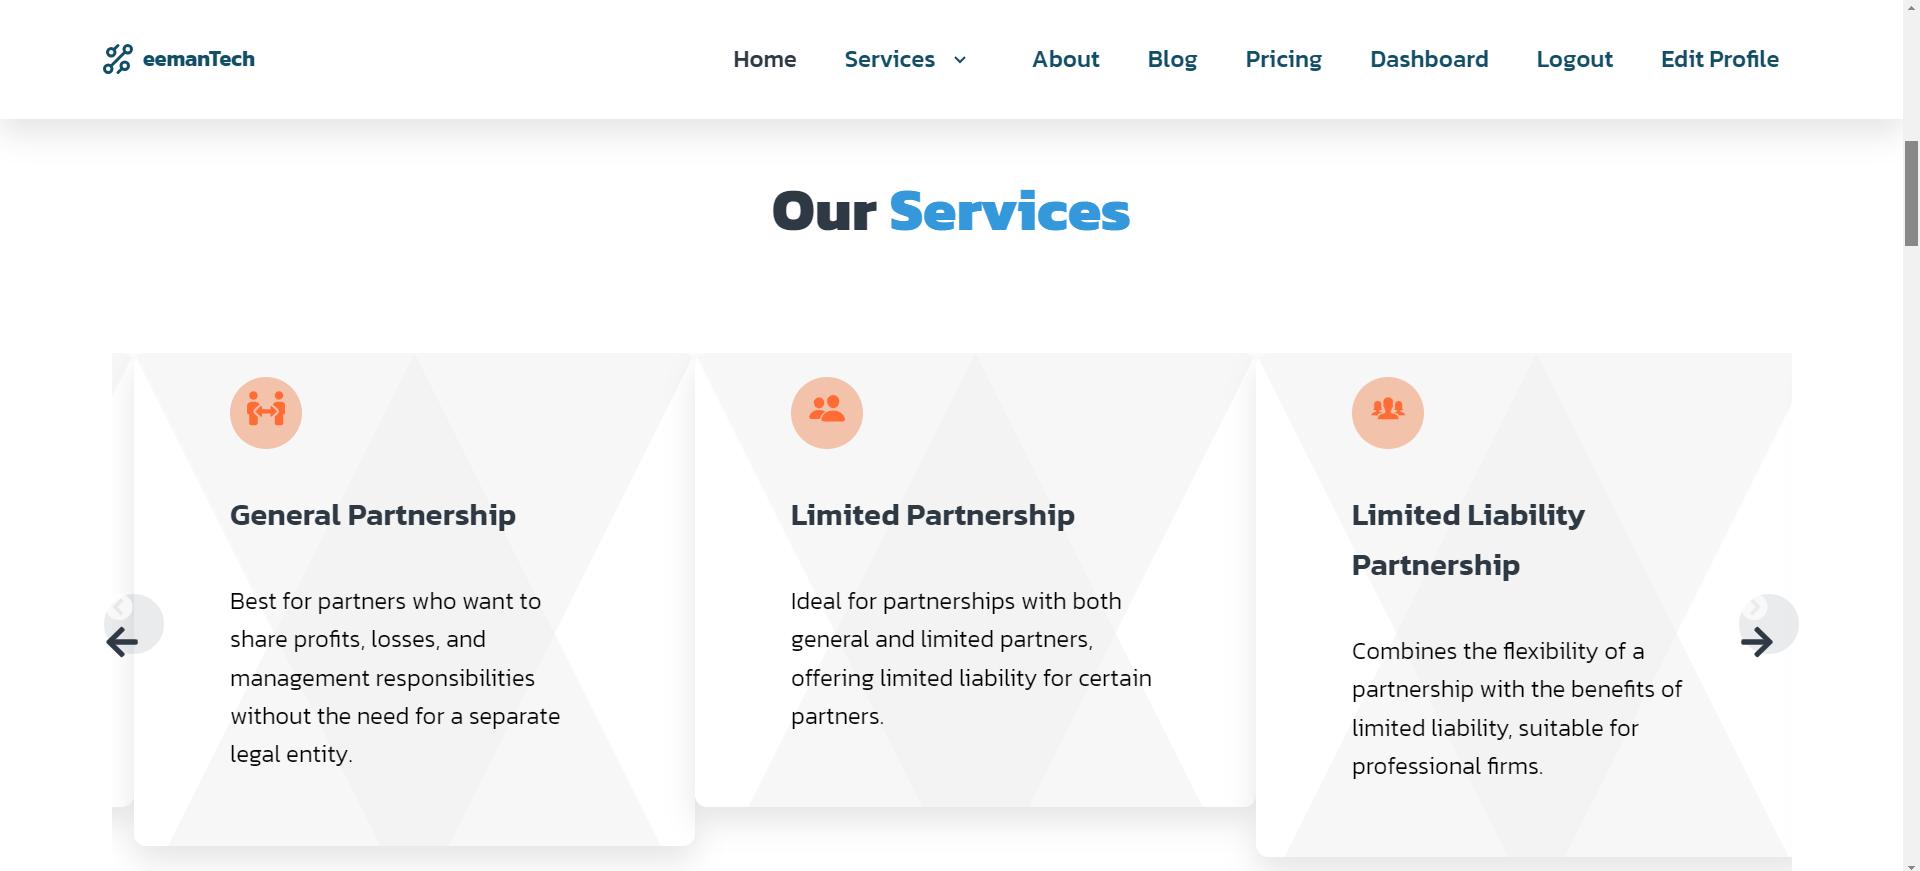 eemanTech
Home Services About Blog Pricing Dashboard Logout Edit Profile
Our Services
General Partnership
Best for partners who want to
share profits, losses, and
management responsibilities
without the need for a separate
legal entity.
Limited Partnership
Ideal for partnerships with both
general and limited partners,
offering limited liability for certain
partners.
Limited Liability
Partnership
Combines the flexibility of a
partnership with the benefits of
limited liability, suitable for
professional firms.